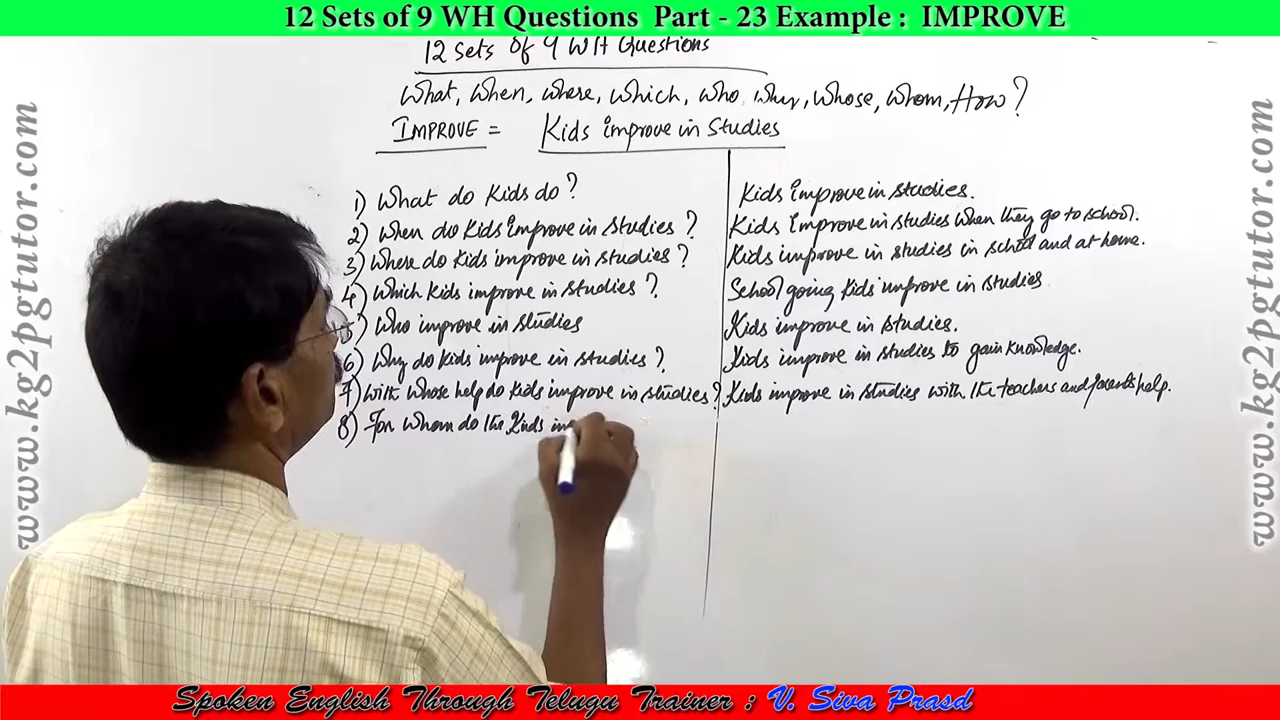 12 Sets of 9 WH Questions Part - 23 Example : IMPROVE
12 Sets Of 9 WH Questions
What, When, Where, Which, Who, Why, Whose, Whom, How?
IMPROVE = Kids improve in Studies
1) What do Kids do? Kids Improve in studies.
2) When do Kids Improve in Studies? Kids Improve in studies when they go to school.
3) Where do Kids improve in studies? Kids improve in studies in school and at home.
4) Which Kids improve in studies? School going Kids improve in studies
5) Who improve in studies Kids improve in studies.
6) Why do Kids improve in studies? Kids improve in studies to gain knowledge.
7) With whose help do Kids improve in studies? Kids improve in studies with the teachers and parents help.
8) For whom do the Kids
www.kg2pgtutor.com
www.kg2pgtutor.com
Spoken English Through Telugu Trainer : V. Siva Prasd